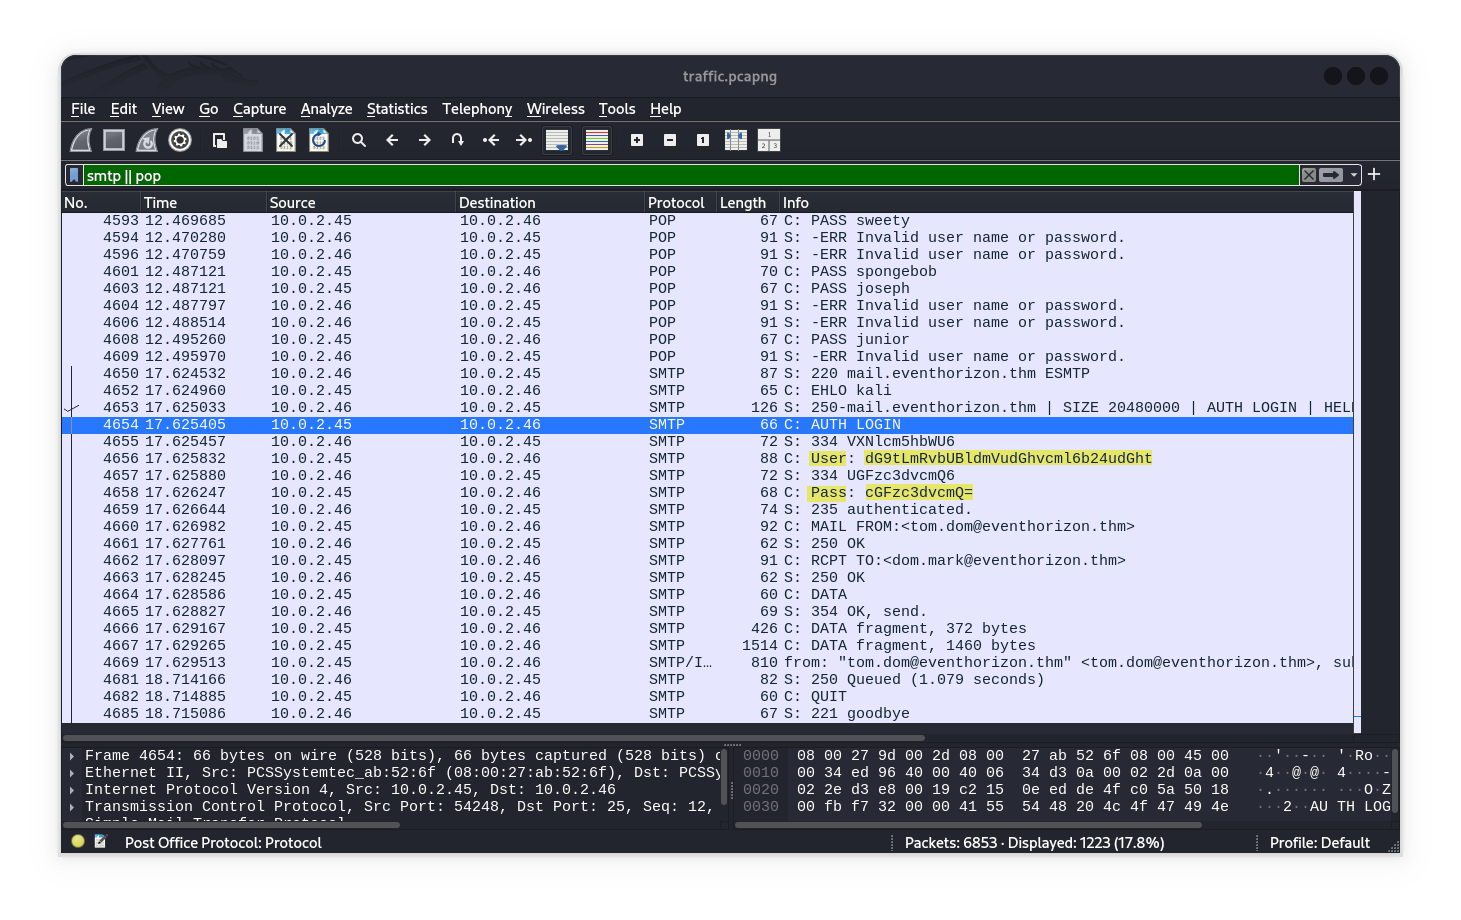 traffic.pcapng
File Edit View Go Capture Analyze Statistics Telephony Wireless Tools Help
smtp || pop
No. Time Source Destination Protocol Length Info
4593 12.469685 10.0.2.45 10.0.2.46 POP 67 C: PASS sweety
4594 12.470280 10.0.2.46 10.0.2.45 POP 91 S: -ERR Invalid user name or password.
4596 12.470759 10.0.2.46 10.0.2.45 POP 91 S: -ERR Invalid user name or password.
4601 12.487121 10.0.2.45 10.0.2.46 POP 70 C: PASS spongebob
4603 12.487121 10.0.2.45 10.0.2.46 POP 67 C: PASS joseph
4604 12.487797 10.0.2.46 10.0.2.45 POP 91 S: -ERR Invalid user name or password.
4606 12.488514 10.0.2.46 10.0.2.45 POP 91 S: -ERR Invalid user name or password.
4608 12.495260 10.0.2.45 10.0.2.46 POP 67 C: PASS junior
4609 12.495970 10.0.2.46 10.0.2.45 POP 91 S: -ERR Invalid user name or password.
4650 17.624532 10.0.2.46 10.0.2.45 SMTP 87 S: 220 mail.eventhorizon.thm ESMTP
4652 17.624960 10.0.2.45 10.0.2.46 SMTP 65 C: EHLO kali
4653 17.625033 10.0.2.46 10.0.2.45 SMTP 126 S: 250-mail.eventhorizon.thm | SIZE 20480000 | AUTH LOGIN | HEL
4654 17.625405 10.0.2.45 10.0.2.46 SMTP 66 C: AUTH LOGIN
4655 17.625457 10.0.2.46 10.0.2.45 SMTP 72 S: 334 VXNlcm5hbWU6
4656 17.625832 10.0.2.45 10.0.2.46 SMTP 88 C: User: dG9tLmRvbUBldmVudGhvcml6b24udGht
4657 17.625880 10.0.2.46 10.0.2.45 SMTP 72 S: 334 UGFzc3dvcmQ6
4658 17.626247 10.0.2.45 10.0.2.46 SMTP 68 C: Pass: cGFzc3dvcmQ=
4659 17.626644 10.0.2.46 10.0.2.45 SMTP 74 S: 235 authenticated.
4660 17.626982 10.0.2.45 10.0.2.46 SMTP 92 C: MAIL FROM:<tom.dom@eventhorizon.thm>
4661 17.627761 10.0.2.46 10.0.2.45 SMTP 62 S: 250 OK
4662 17.628097 10.0.2.45 10.0.2.46 SMTP 91 C: RCPT TO:<dom.mark@eventhorizon.thm>
4663 17.628245 10.0.2.46 10.0.2.45 SMTP 62 S: 250 OK
4664 17.628586 10.0.2.45 10.0.2.46 SMTP 60 C: DATA
4665 17.628827 10.0.2.46 10.0.2.45 SMTP 69 S: 354 OK, send.
4666 17.629167 10.0.2.45 10.0.2.46 SMTP 426 C: DATA fragment, 372 bytes
4667 17.629265 10.0.2.45 10.0.2.46 SMTP 1514 C: DATA fragment, 1460 bytes
4669 17.629513 10.0.2.45 10.0.2.46 SMTP/I… 810 from: "tom.dom@eventhorizon.thm" <tom.dom@eventhorizon.thm>, su
4681 18.714166 10.0.2.46 10.0.2.45 SMTP 82 S: 250 Queued (1.079 seconds)
4682 18.714885 10.0.2.45 10.0.2.46 SMTP 60 C: QUIT
4685 18.715086 10.0.2.46 10.0.2.45 SMTP 67 S: 221 goodbye
Frame 4654: 66 bytes on wire (528 bits), 66 bytes captured (528 bits)
Ethernet II, Src: PCSSystemtec_ab:52:6f (08:00:27:ab:52:6f), Dst: PCSSy
Internet Protocol Version 4, Src: 10.0.2.45, Dst: 10.0.2.46
Transmission Control Protocol, Src Port: 54248, Dst Port: 25, Seq: 12,
0000 08 00 27 9d 00 2d 08 00 27 ab 52 6f 08 00 45 00 ··'··-·· '·Ro··
0010 00 34 ed 96 40 00 40 06 34 d3 0a 00 02 2d 0a 00 ·4··@·@· 4····-
0020 02 2e d3 e8 00 19 c2 15 0e ed de 4f c0 5a 50 18 ·.······ ···O·Z
0030 00 fb f7 32 00 00 41 55 54 48 20 4c 4f 47 49 4e ···2··AU TH LOG
Post Office Protocol: Protocol
Packets: 6853 · Displayed: 1223 (17.8%)
Profile: Default